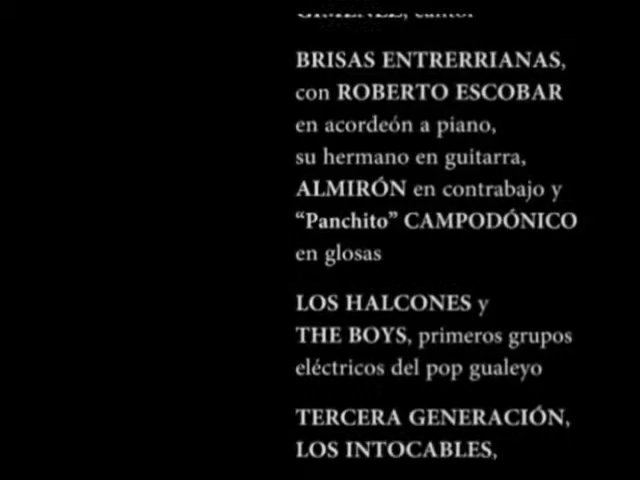 BRISAS ENTRERRIANAS,
con ROBERTO ESCOBAR
en acordeón a piano,
su hermano en guitarra,
ALMIRÓN en contrabajo y
“Panchito” CAMPODÓNICO
en glosas
LOS HALCONES y
THE BOYS, primeros grupos
eléctricos del pop gualeyo
TERCERA GENERACIÓN,
LOS INTOCABLES,